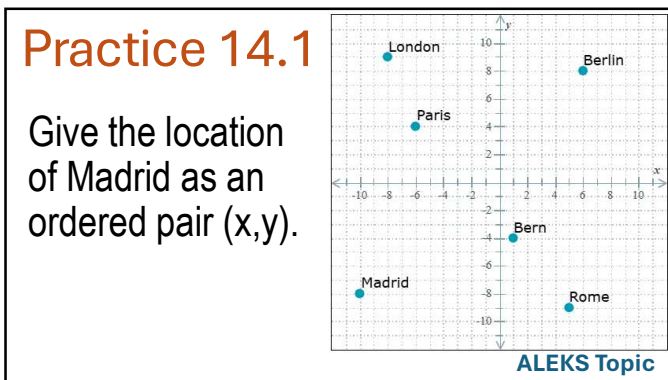 Practice 14.1
Give the location
of Madrid as an
ordered pair (x,y).
y
10
London
Berlin
8
6
Paris
4
2
x
-10 -8 -6 -4 -2 2 4 6 8 10
-2
Bern
-4
-6
Madrid
-8
Rome
-10
ALEKS Topic